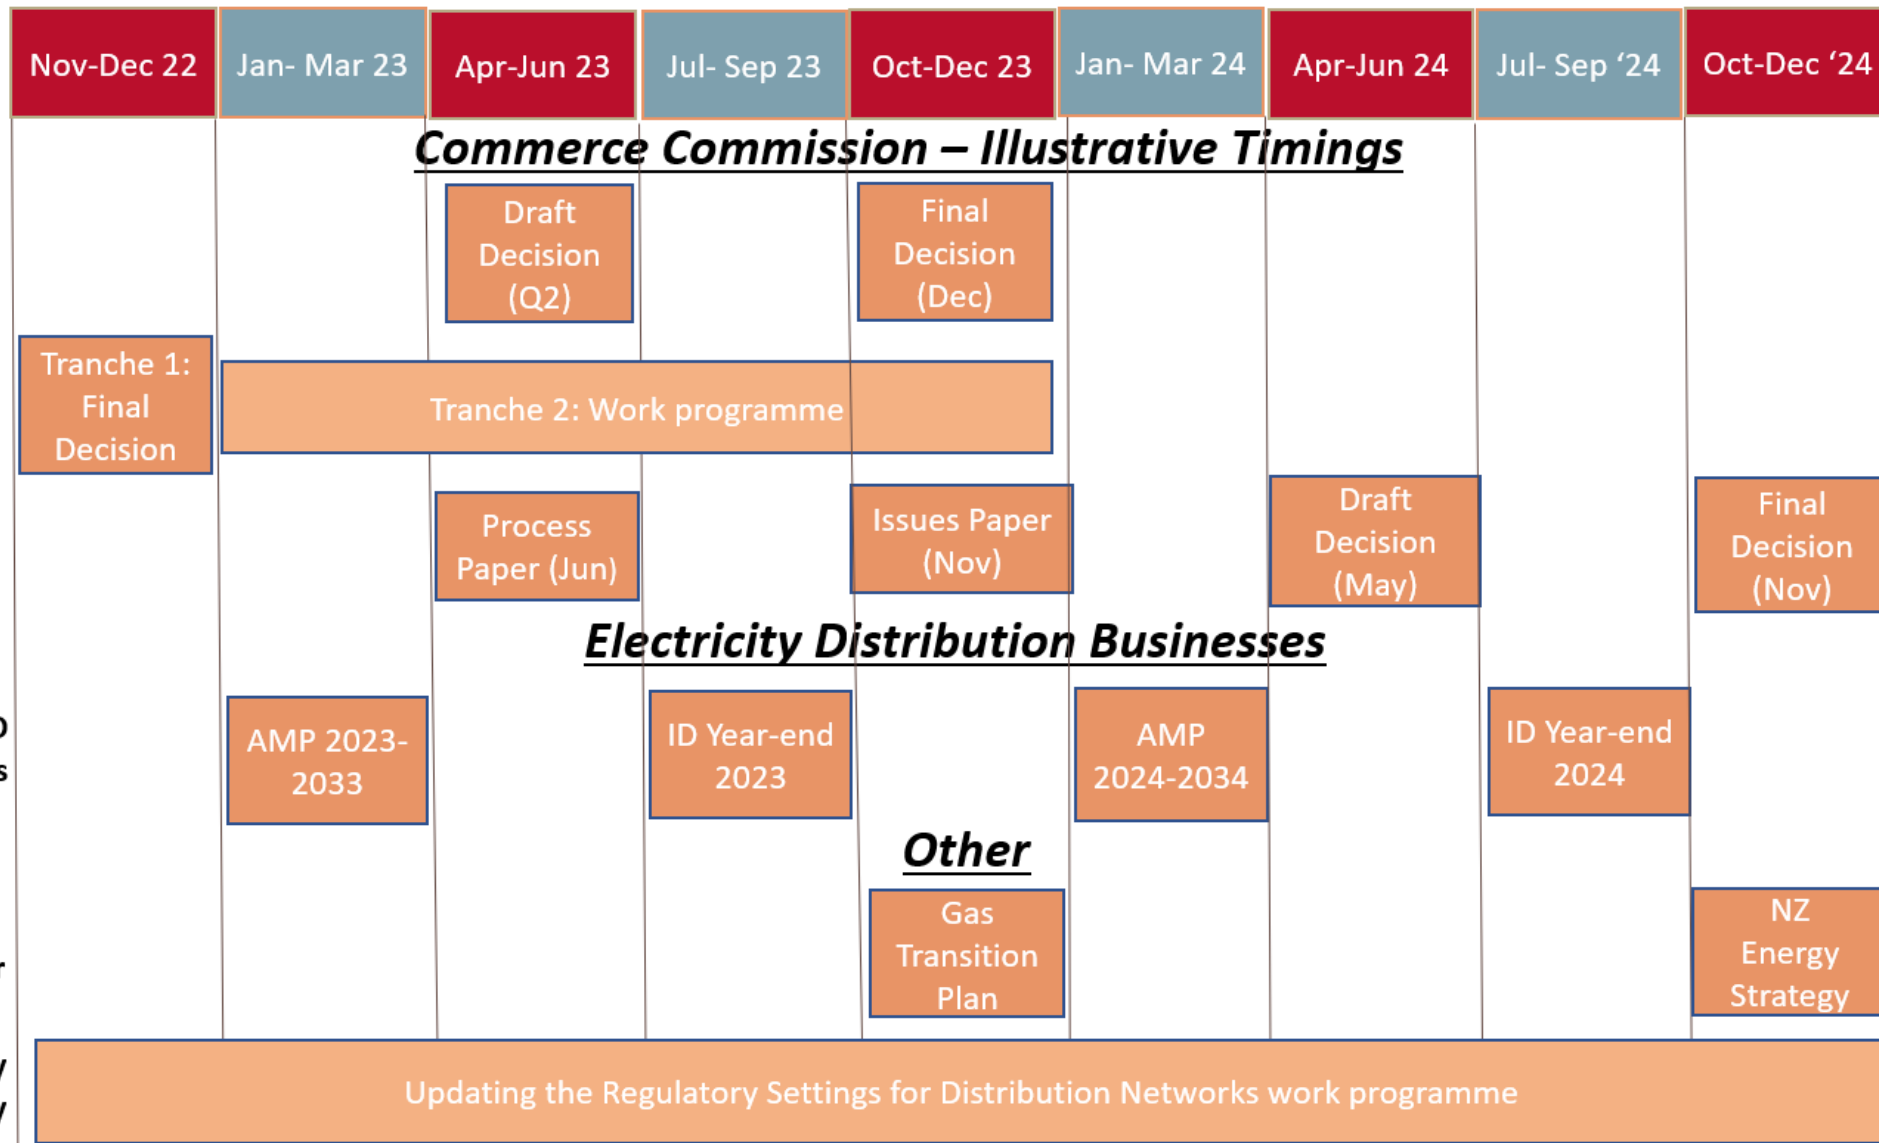 Nov-Dec 22
Jan- Mar 23
Apr-Jun 23
Jul- Sep 23
Oct-Dec 23
Jan- Mar 24
Apr-Jun 24
Jul- Sep ‘24
Oct-Dec ‘24
Commerce Commission – Illustrative Timings
Draft
Decision
(Q2)
Final
Decision
(Dec)
Tranche 1:
Final
Decision
Tranche 2: Work programme
Process
Paper (Jun)
Issues Paper
(Nov)
Draft
Decision
(May)
Final
Decision
(Nov)
Electricity Distribution Businesses
AMP 2023-
2033
ID Year-end
2023
AMP
2024-2034
ID Year-end
2024
Other
Gas
Transition
Plan
NZ
Energy
Strategy
Updating the Regulatory Settings for Distribution Networks work programme